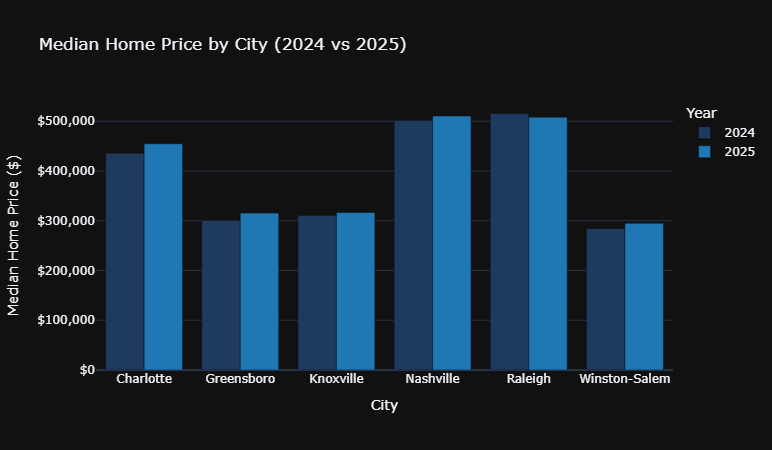 Median Home Price by City (2024 vs 2025)
Year
2024
2025
Median Home Price ($)
$500,000
$400,000
$300,000
$200,000
$100,000
$0
Charlotte
Greensboro
Knoxville
Nashville
Raleigh
Winston-Salem
City